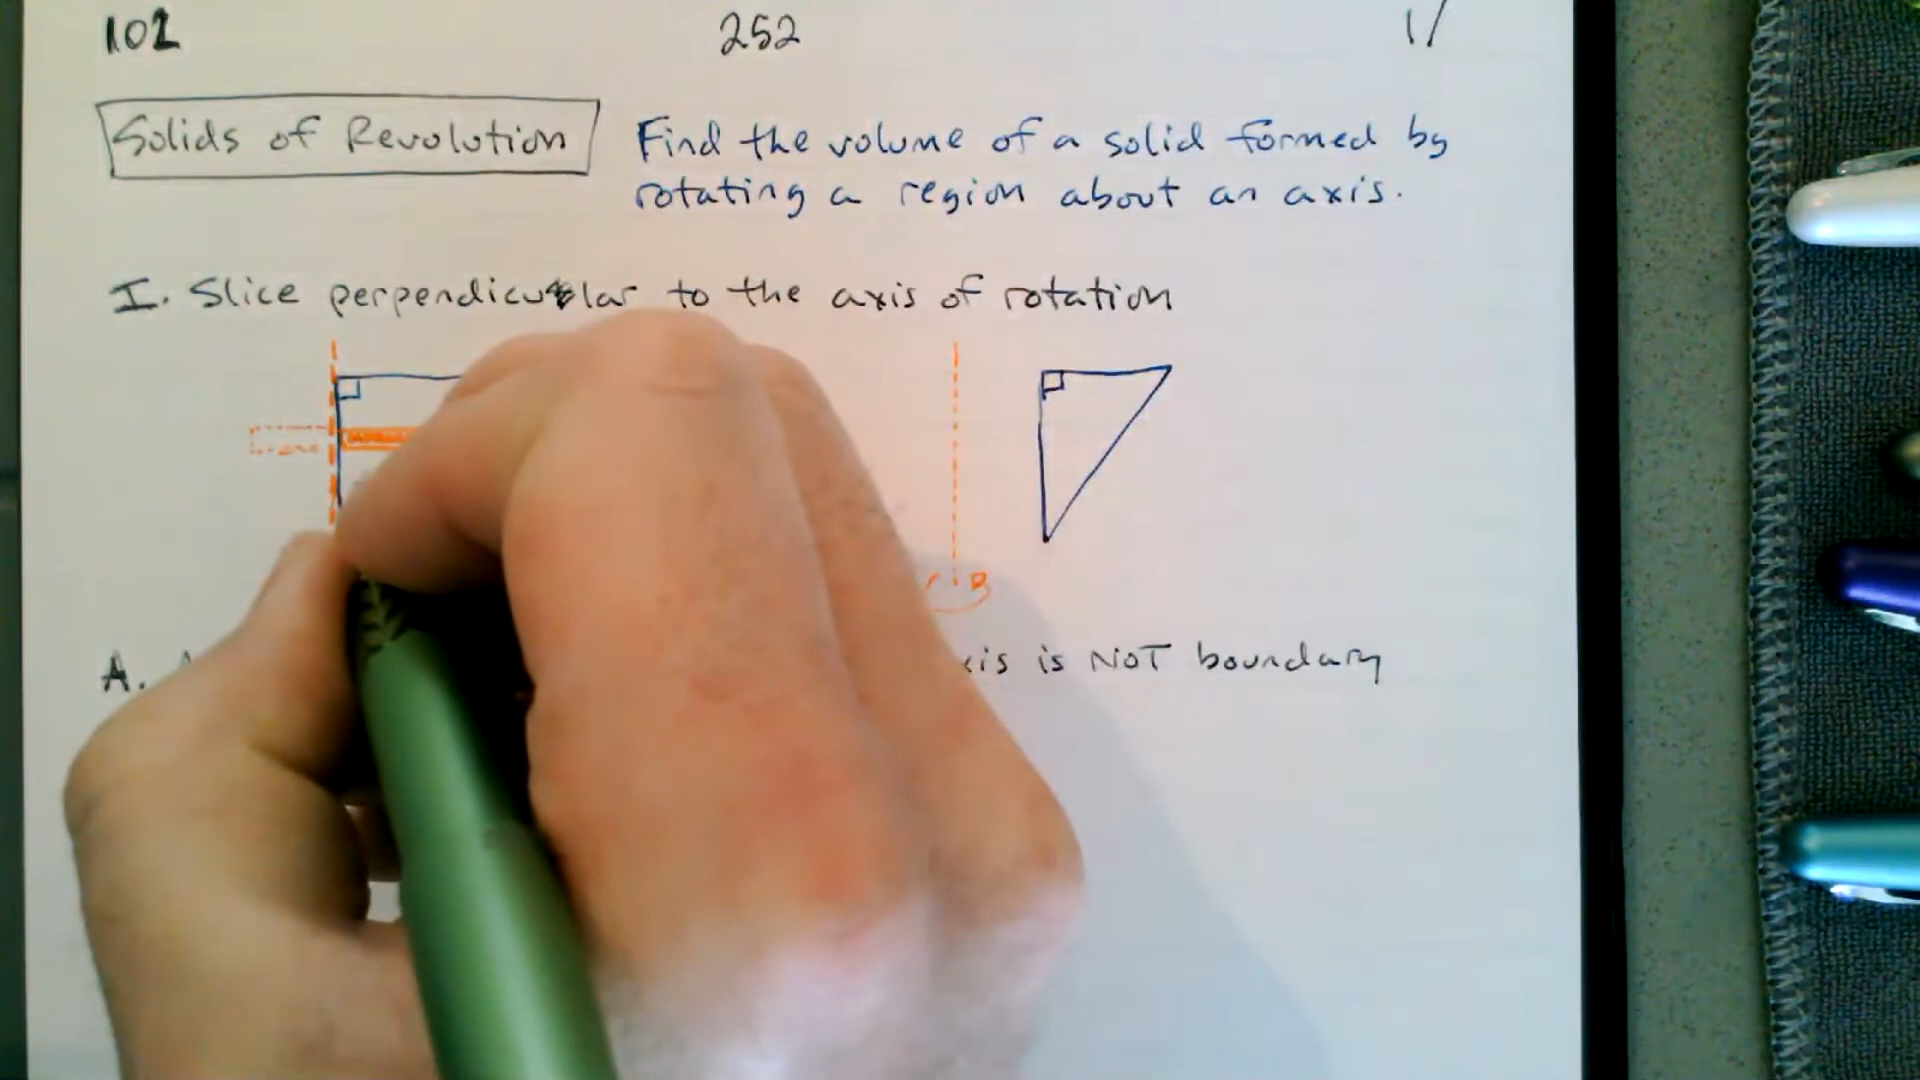 101 252 1/
Solids of Revolution Find the volume of a solid formed by
rotating a region about an axis.
I. Slice perpendicular to the axis of rotation
B
A. is NOT boundary